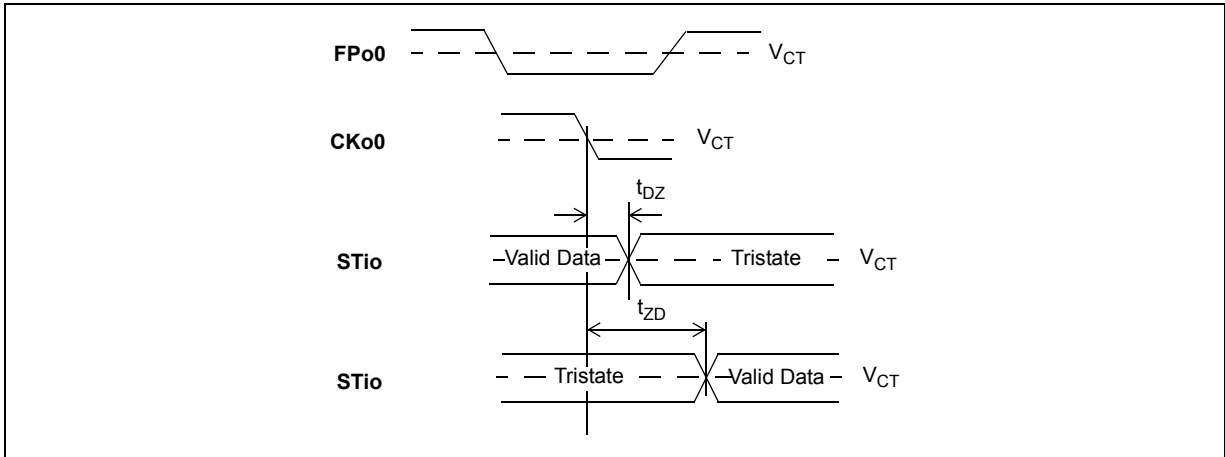 FPo0
V_CT
CKo0
V_CT
t_DZ
STio
Valid Data
Tristate
V_CT
t_ZD
STio
Tristate
Valid Data
V_CT